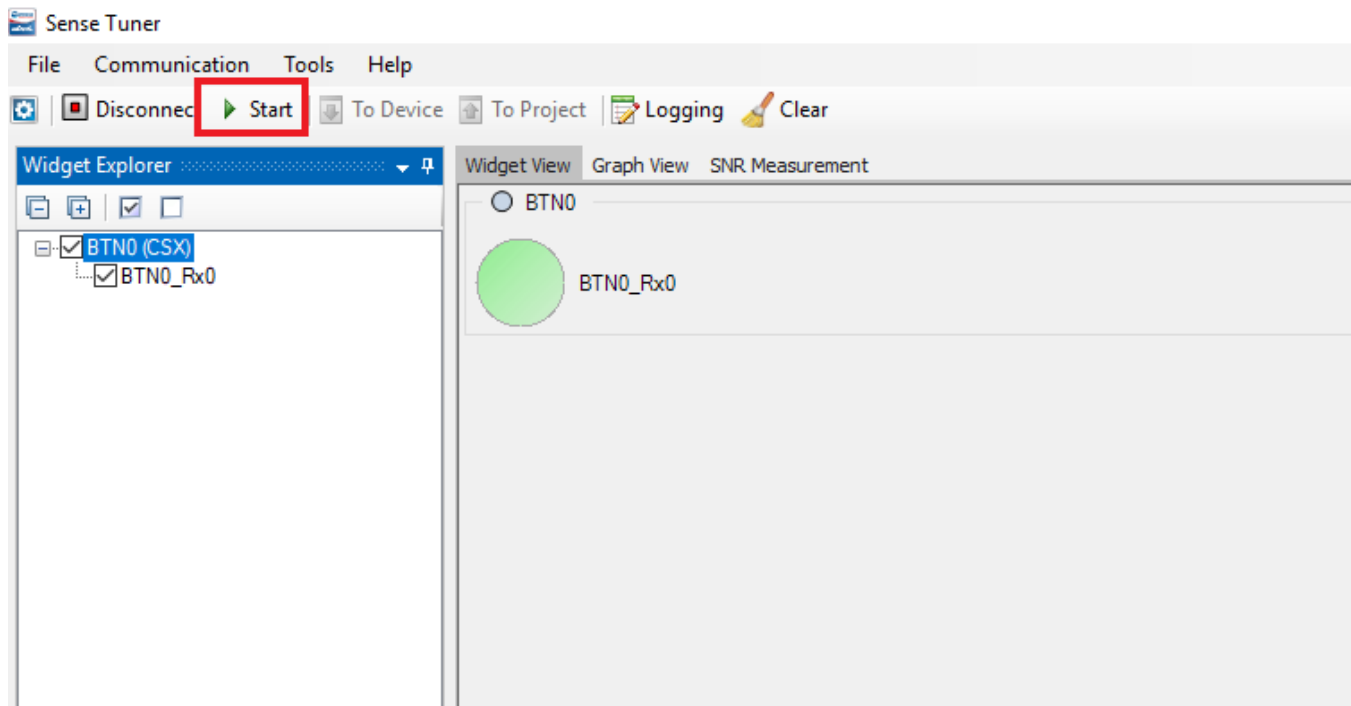 Sense Tuner
File Communication Tools Help
Disconnec Start To Device To Project Logging Clear
Widget Explorer
Widget View Graph View SNR Measurement
BTN0
BTN0 (CSX)
BTN0_Rx0
BTN0_Rx0